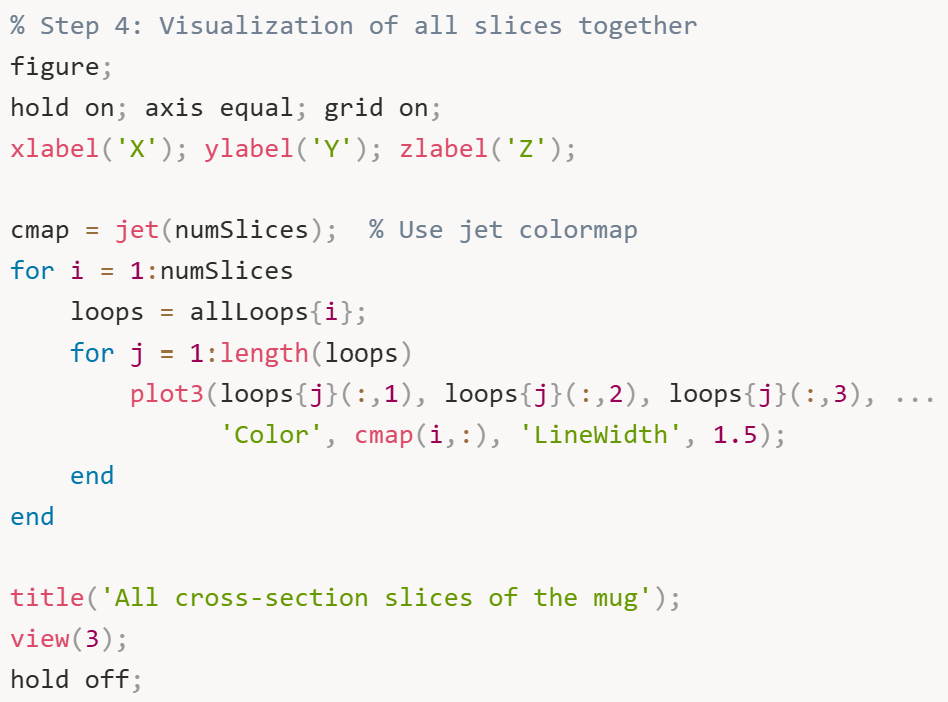 % Step 4: Visualization of all slices together
figure;
hold on; axis equal; grid on;
xlabel('X'); ylabel('Y'); zlabel('Z');

cmap = jet(numSlices);  % Use jet colormap
for i = 1:numSlices
    loops = allLoops{i};
    for j = 1:length(loops)
        plot3(loops{j}(:,1), loops{j}(:,2), loops{j}(:,3), ...
              'Color', cmap(i,:), 'LineWidth', 1.5);
    end
end

title('All cross-section slices of the mug');
view(3);
hold off;